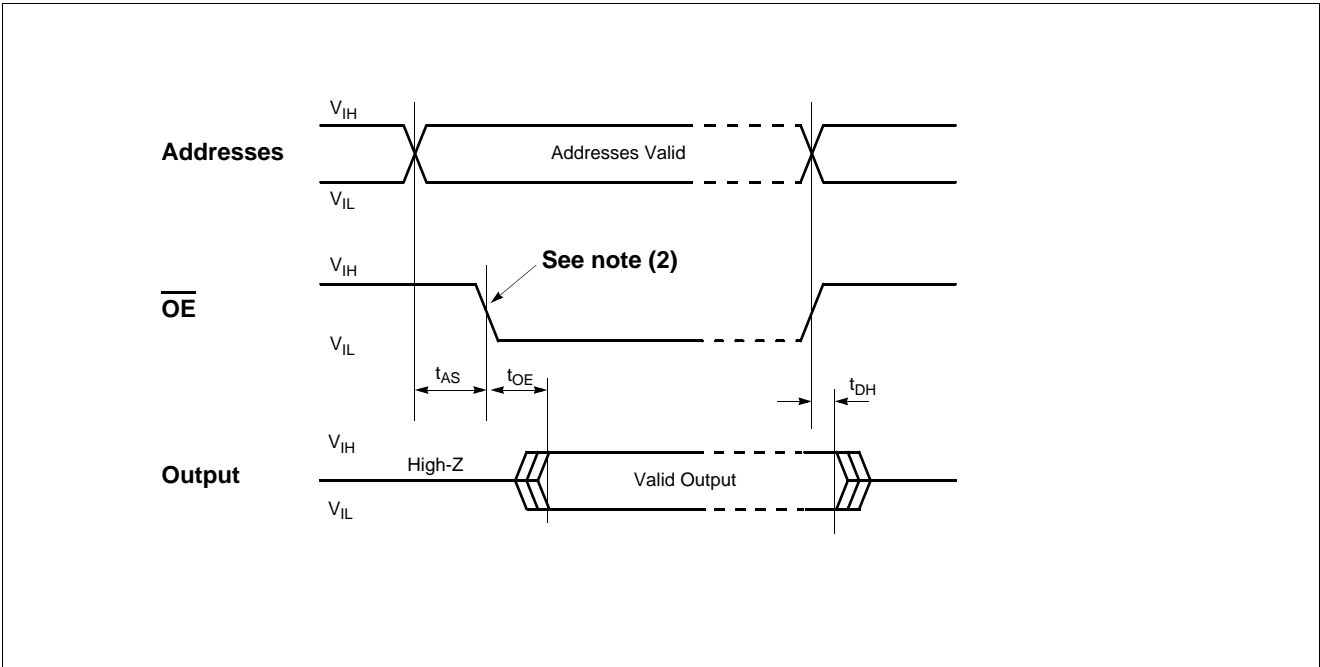 V_IH
Addresses
Addresses Valid
V_IL
See note (2)
V_IH
OE
V_IL
t_AS
t_OE
t_DH
V_IH
High-Z
Output
Valid Output
V_IL